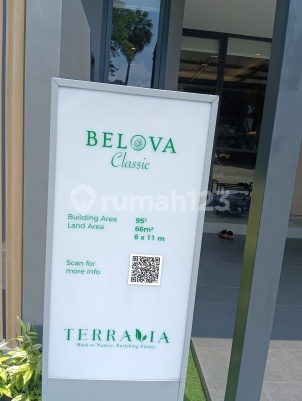 BELOVA
Classic
Building Area 95²
Land Area 66m²
6 x 11 m
Scan for
more info
rumah123
TERRAVIA
Back to Nature, Enriching Future